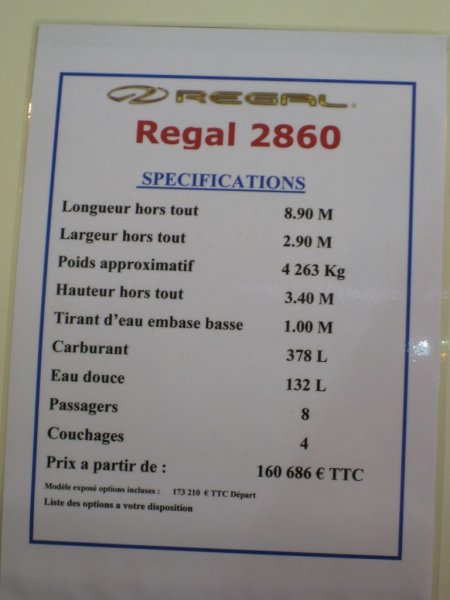 REGAL
Regal 2860
SPECIFICATIONS
Longueur hors tout 8.90 M
Largeur hors tout 2.90 M
Poids approximatif 4 263 Kg
Hauteur hors tout 3.40 M
Tirant d'eau embase basse 1.00 M
Carburant 378 L
Eau douce 132 L
Passagers 8
Couchages 4
Prix a partir de : 160 686 € TTC
Modèle exposé options incluses : 173 210 € TTC Départ
Liste des options a votre disposition